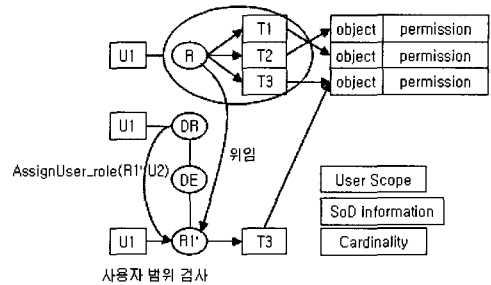 T1 object permission
U1 R T2 object permission
T3 object permission
U1 DR
위임
AssignUser_role(R1',U2)
DE
User Scope
SoD Information
U1 R1' T3 Cardinality
사용자 범위 검사